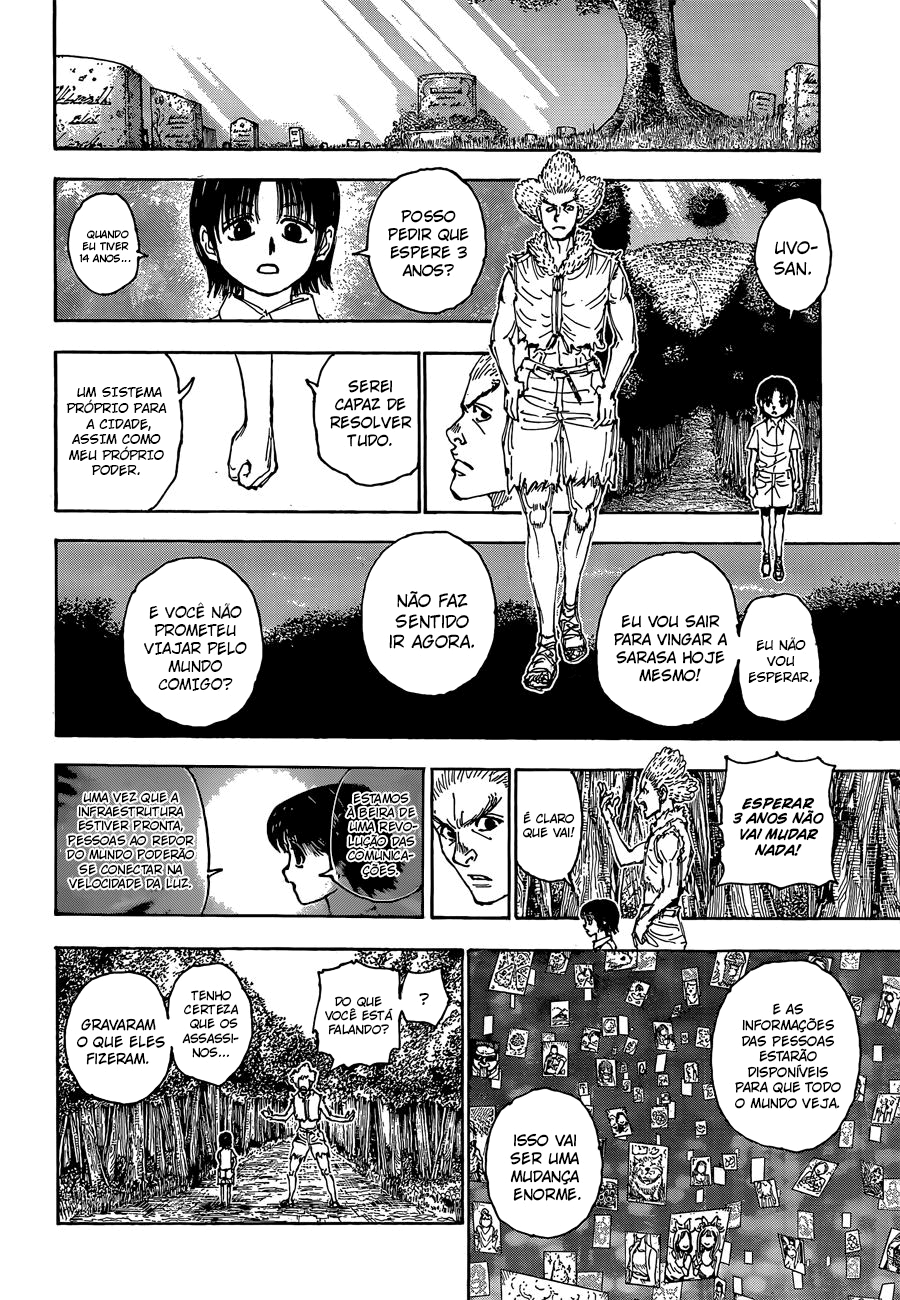 UVO-
SAN.
POSSO
PEDIR QUE
ESPERE 3
ANOS?
QUANDO
EU TIVER
14 ANOS...
SEREI
CAPAZ DE
RESOLVER
TUDO.
UM SISTEMA
PRÓPRIO PARA
A CIDADE,
ASSIM COMO
MEU PRÓPRIO
PODER.
EU NÃO
VOU
ESPERAR.
EU VOU SAIR
PARA VINGAR A
SARASA HOJE
MESMO!
NÃO FAZ
SENTIDO
IR AGORA.
E VOCÊ NÃO
PROMETEU
VIAJAR PELO
MUNDO
COMIGO?
ESPERAR
3 ANOS NÃO
VAI MUDAR
NADA!
É CLARO
QUE VAI!
ESTAMOS
À BEIRA DE
UMA REVO-
LUÇÃO DAS
COMUNICA-
ÇÕES.
UMA VEZ QUE A
INFRAESTRUTURA
ESTIVER PRONTA,
PESSOAS AO REDOR
DO MUNDO PODERÃO
SE CONECTAR NA
VELOCIDADE DA LUZ.
E AS
INFORMAÇÕES
DAS PESSOAS
ESTARÃO
DISPONÍVEIS
PARA QUE TODO
O MUNDO VEJA.
ISSO VAI
SER UMA
MUDANÇA
ENORME.
?
DO QUE
VOCÊ ESTÁ
FALANDO?
TENHO
CERTEZA
QUE OS
ASSASSI-
NOS...
GRAVARAM
O QUE ELES
FIZERAM.